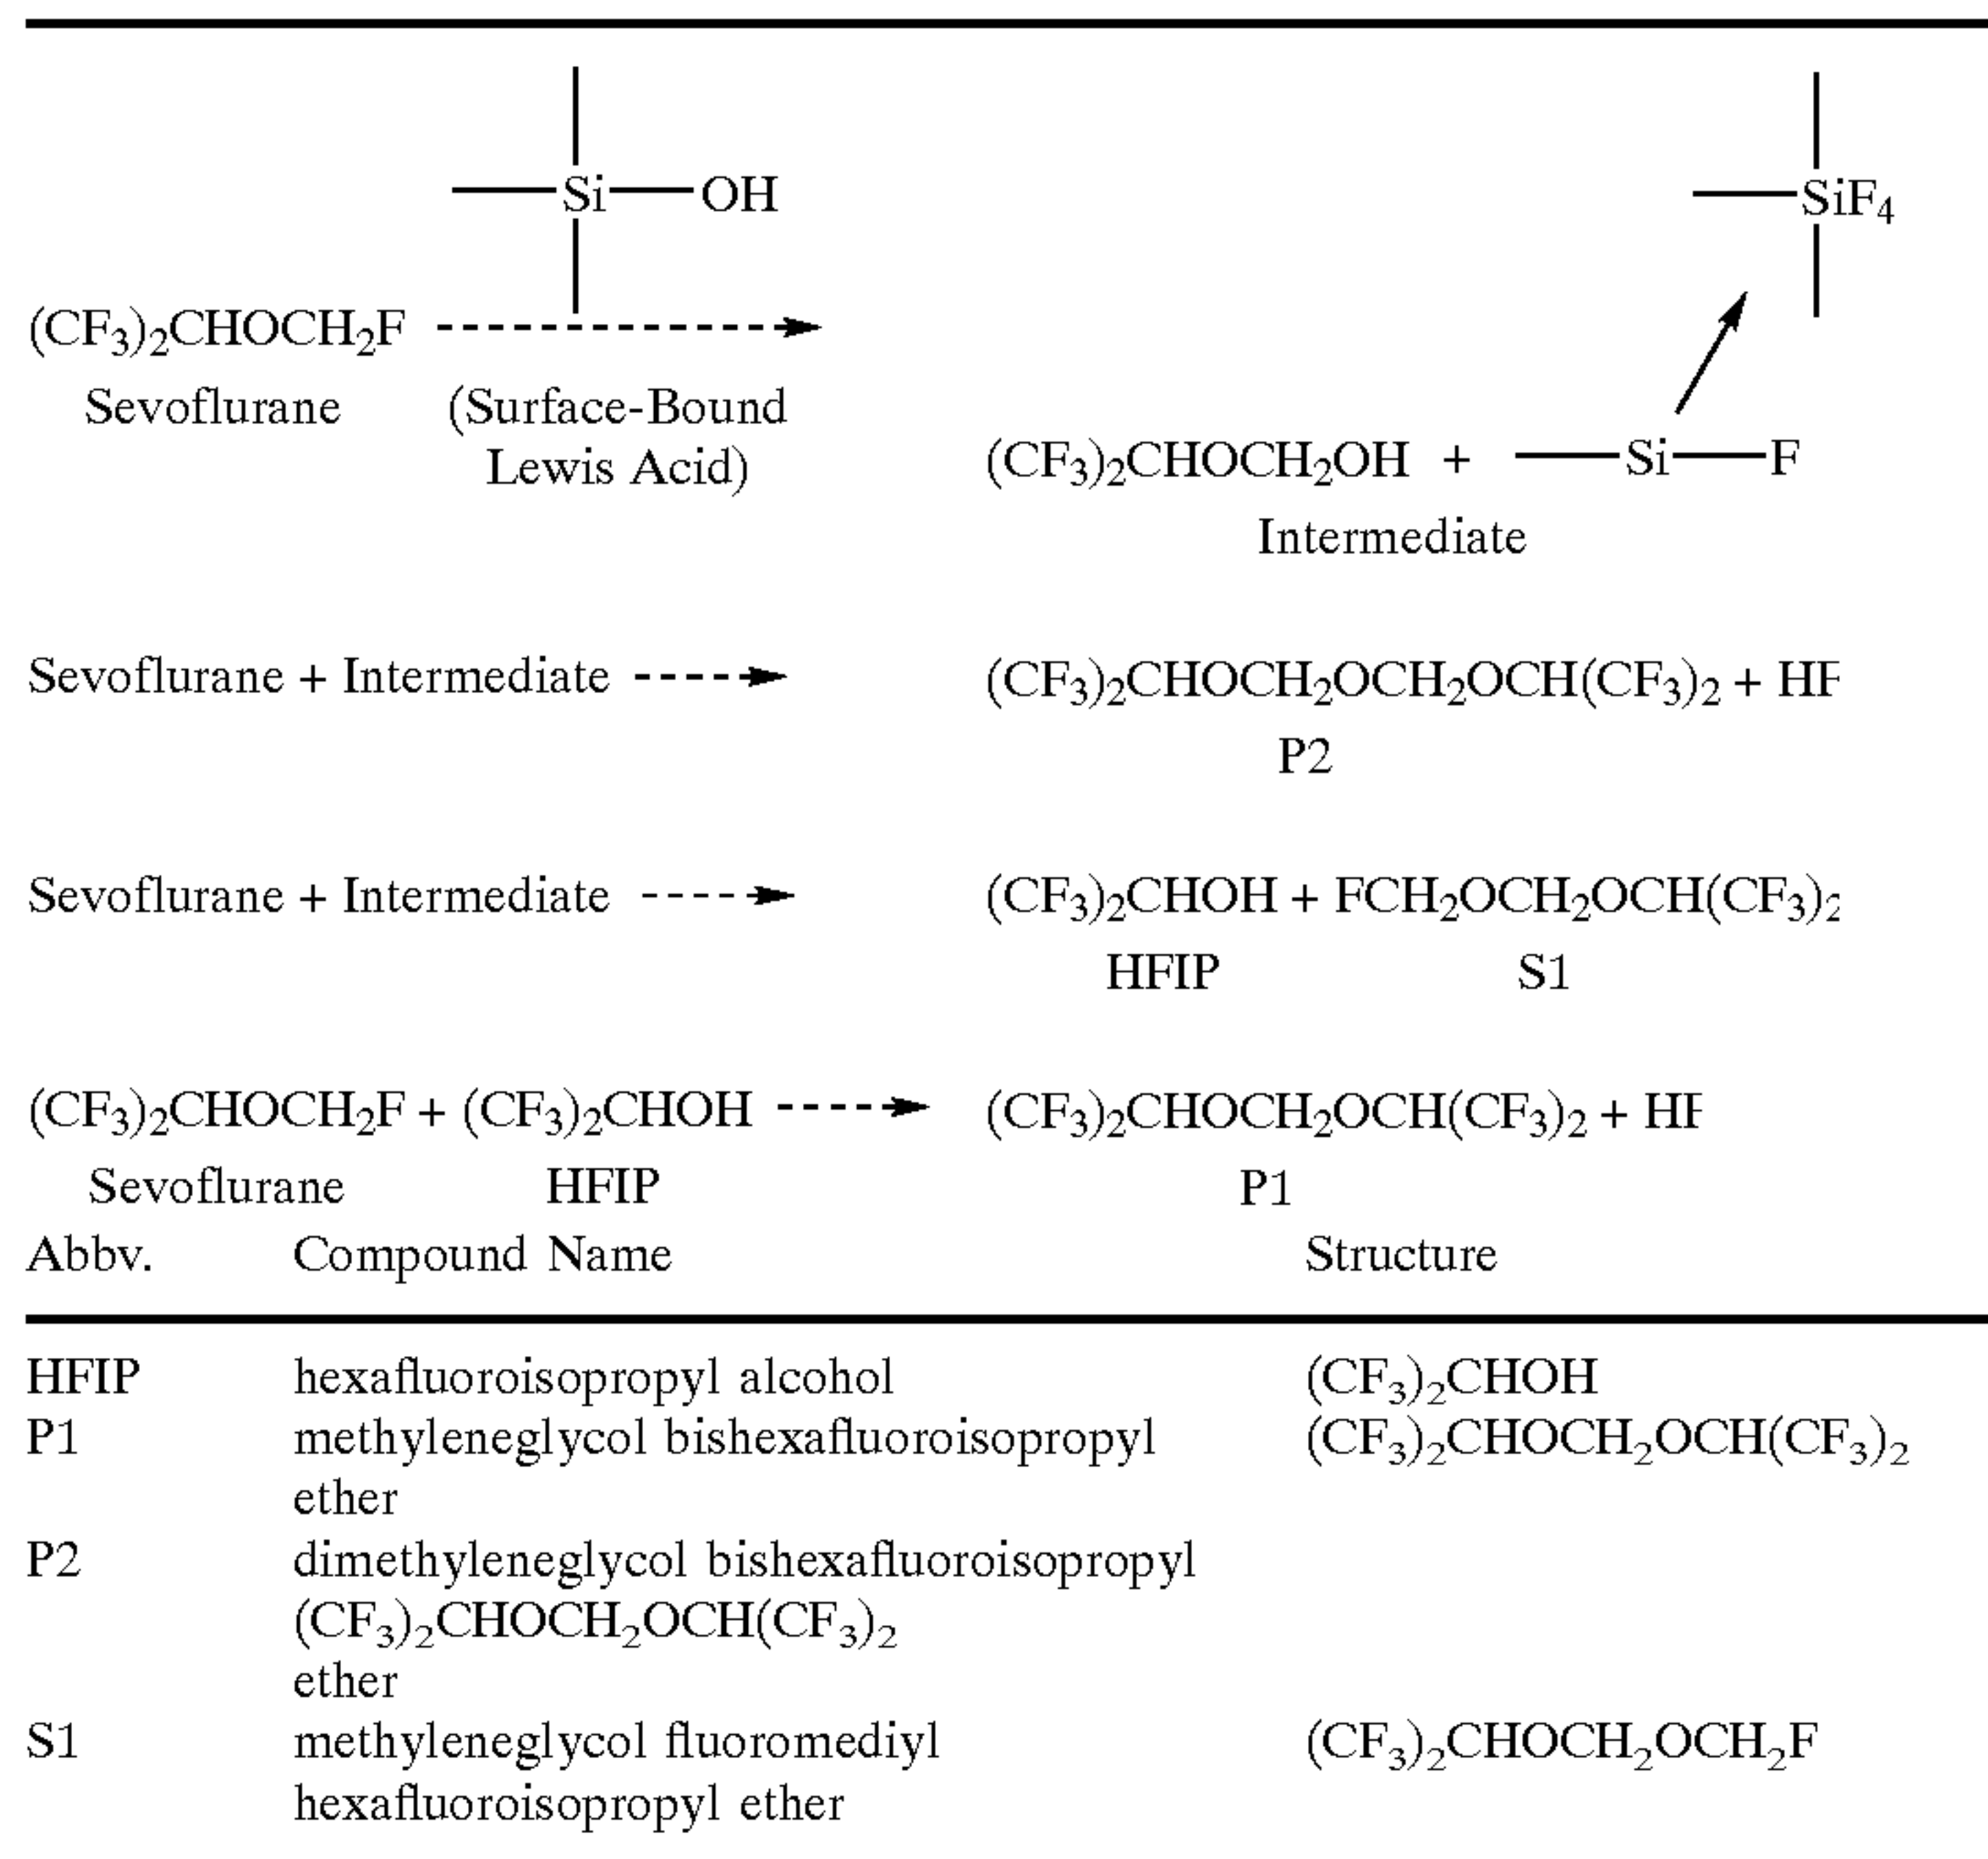 Si—OH
SiF₄
(CF₃)₂CHOCH₂F
Sevoflurane (Surface-Bound
Lewis Acid)
(CF₃)₂CHOCH₂OH + —Si—F
Intermediate
Sevoflurane + Intermediate (CF₃)₂CHOCH₂OCH₂OCH(CF₃)₂ + HF
P2
Sevoflurane + Intermediate (CF₃)₂CHOH + FCH₂OCH₂OCH(CF₃)₂
HFIP S1
(CF₃)₂CHOCH₂F + (CF₃)₂CHOH (CF₃)₂CHOCH₂OCH(CF₃)₂ + HF
Sevoflurane HFIP P1
Abbv. Compound Name Structure
HFIP hexafluoroisopropyl alcohol (CF₃)₂CHOH
P1 methyleneglycol bishexafluoroisopropyl (CF₃)₂CHOCH₂OCH(CF₃)₂
ether
P2 dimethyleneglycol bishexafluoroisopropyl
(CF₃)₂CHOCH₂OCH(CF₃)₂
ether
S1 methyleneglycol fluoromediyl (CF₃)₂CHOCH₂OCH₂F
hexafluoroisopropyl ether